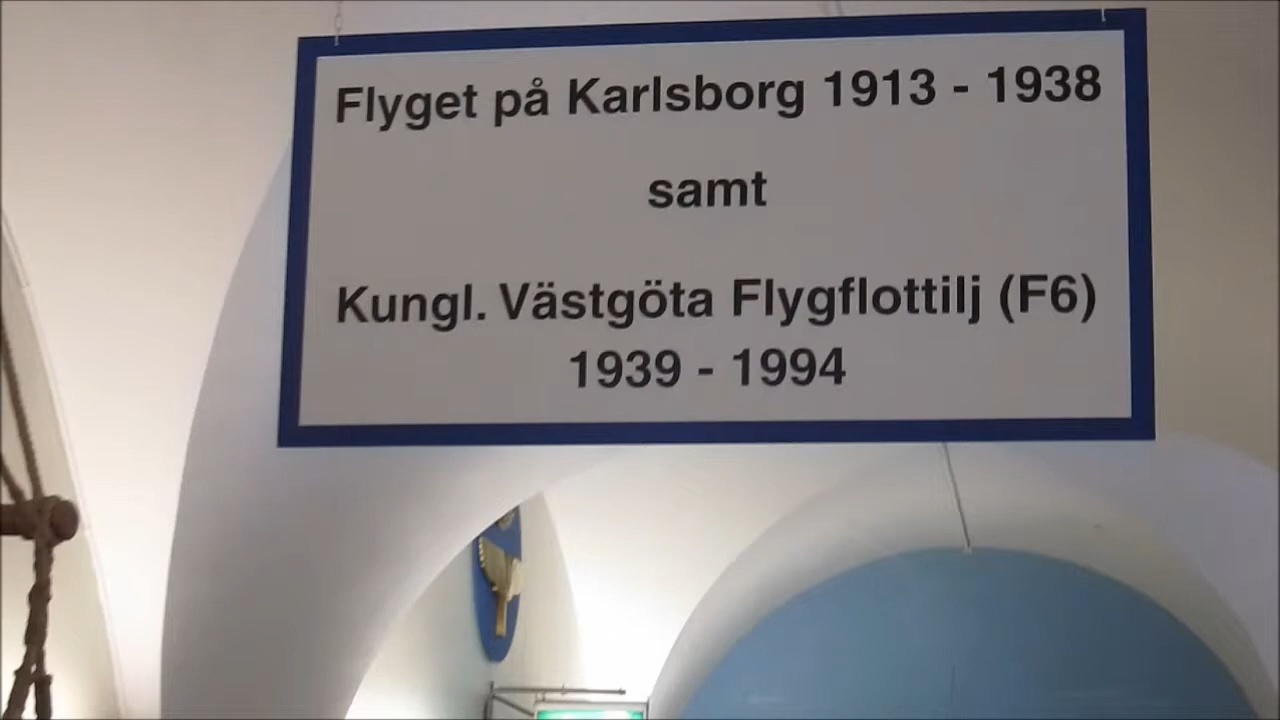 Flyget på Karlsborg 1913 - 1938
samt
Kungl. Västgöta Flygflottilj (F6)
1939 - 1994